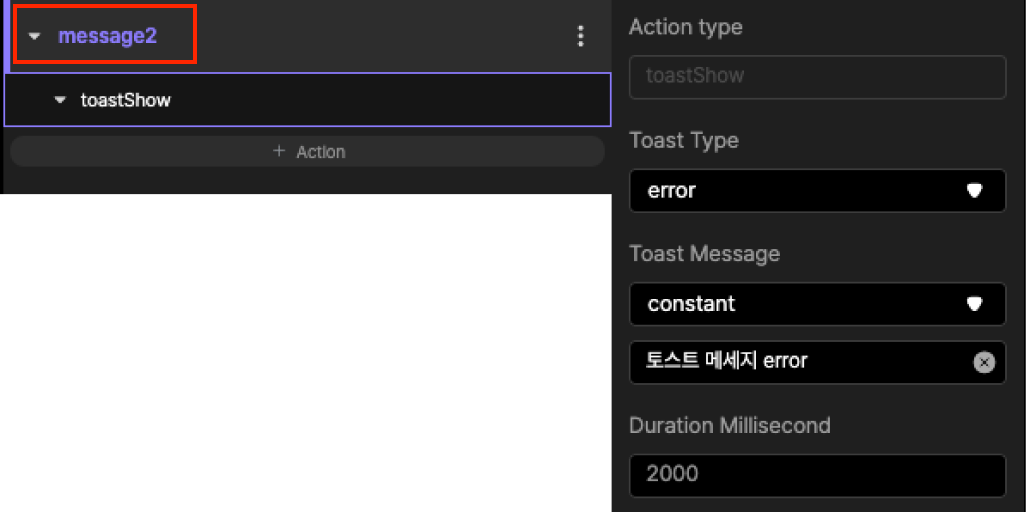 message2
toastShow
+ Action
Action type
toastShow
Toast Type
error
Toast Message
constant
토스트 메세지 error
Duration Millisecond
2000